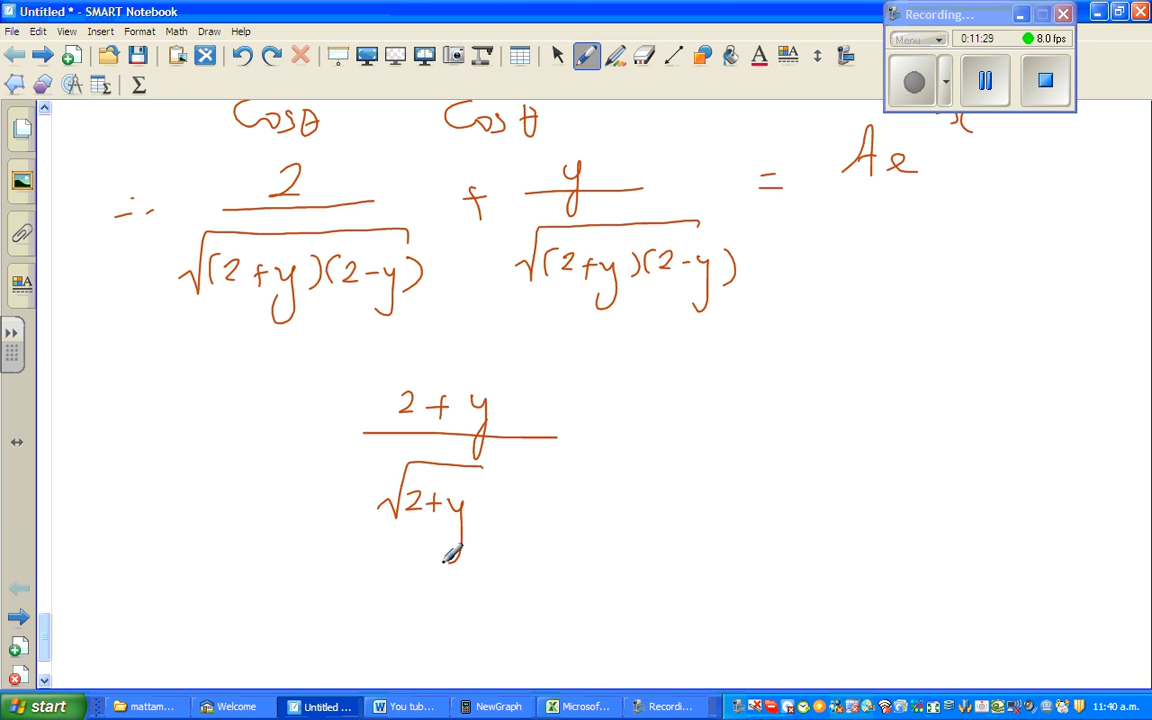 Untitled * - SMART Notebook
Recording...
File Edit View Insert Format Math Draw Help
Menu 0:11:29 8.0 fps
Cosθ Cosθ x
∴ 2 / √(2+y)(2-y) + y / √(2+y)(2-y) = Ae
2 + y
√2+y
start mattam... Welcome Untitled ... You tub... NewGraph Microsof... Recordi... 11:40 a.m.